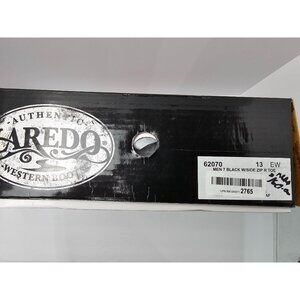 AUTHENTIC
LAREDO
WESTERN BOOTS
62070 13 EW
MEN 7 BLACK W/SIDE ZIP R TOE
2765